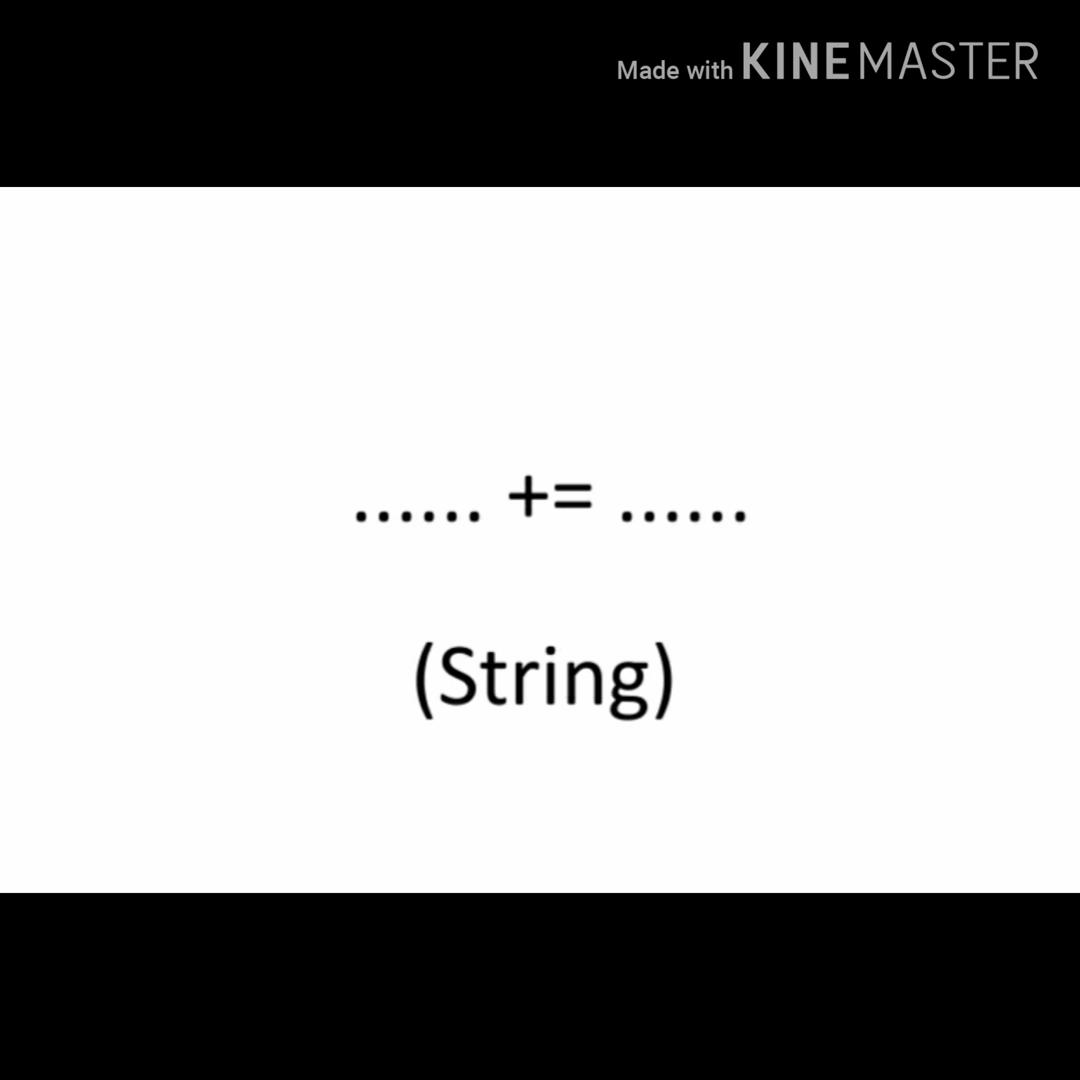 Made with KINEMASTER
...... += ......
(String)